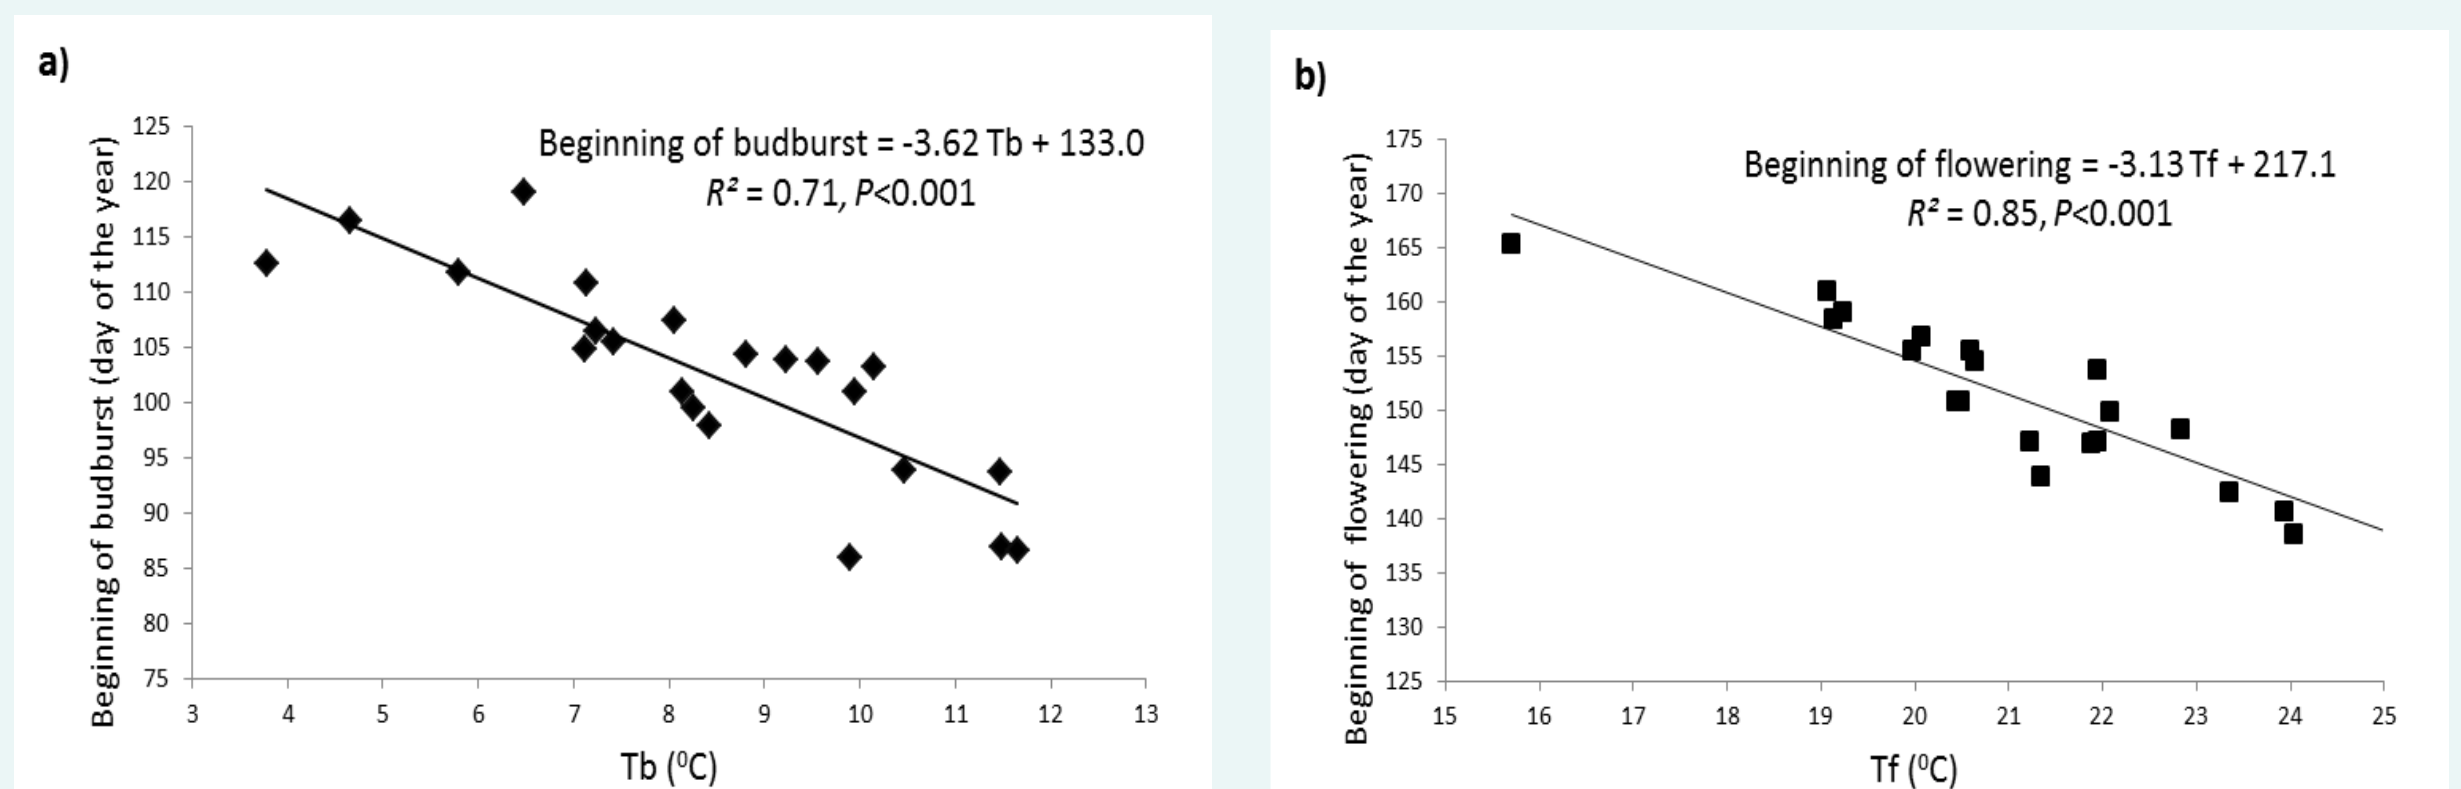 a)
Beginning of budburst (day of the year)
125
120
115
110
105
100
95
90
85
80
75
Beginning of budburst = -3.62 Tb + 133.0
R² = 0.71, P<0.001
3 4 5 6 7 8 9 10 11 12 13
Tb (⁰C)
b)
Beginning of flowering (day of the year)
175
170
165
160
155
150
145
140
135
130
125
Beginning of flowering = -3.13 Tf + 217.1
R² = 0.85, P<0.001
15 16 17 18 19 20 21 22 23 24 25
Tf (⁰C)